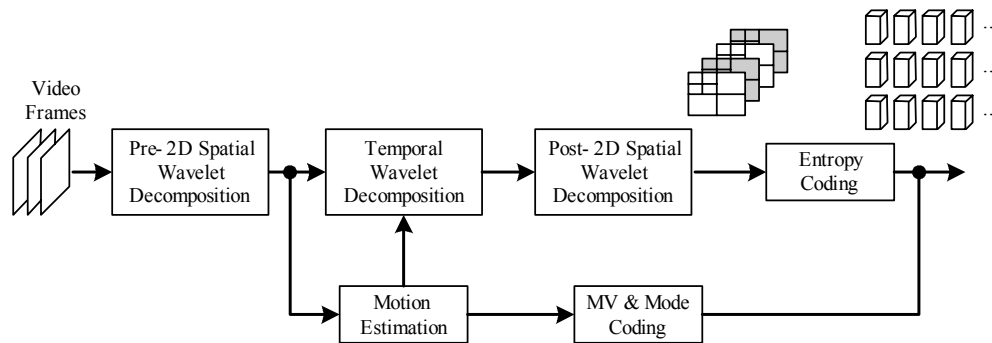 Video
Frames
Pre- 2D Spatial
Wavelet
Decomposition
Temporal
Wavelet
Decomposition
Post- 2D Spatial
Wavelet
Decomposition
Entropy
Coding
Motion
Estimation
MV & Mode
Coding
...
...
...